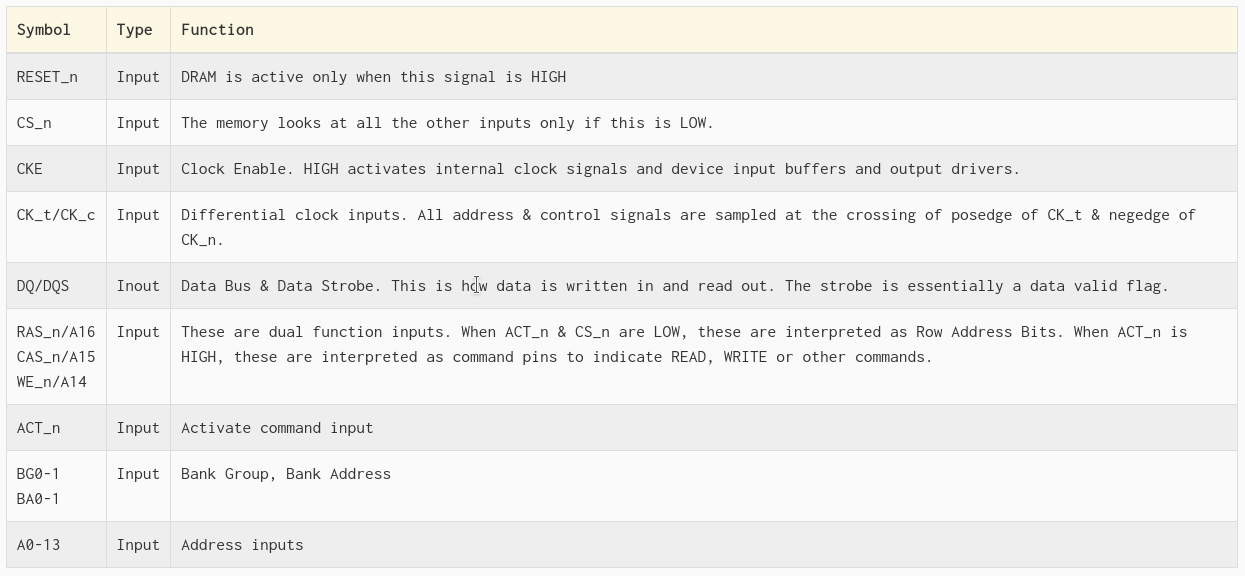 Symbol Type Function
RESET_n Input DRAM is active only when this signal is HIGH
CS_n Input The memory looks at all the other inputs only if this is LOW.
CKE Input Clock Enable. HIGH activates internal clock signals and device input buffers and output drivers.
CK_t/CK_c Input Differential clock inputs. All address & control signals are sampled at the crossing of posedge of CK_t & negedge of
CK_n.
DQ/DQS Inout Data Bus & Data Strobe. This is how data is written in and read out. The strobe is essentially a data valid flag.
RAS_n/A16 Input These are dual function inputs. When ACT_n & CS_n are LOW, these are interpreted as Row Address Bits. When ACT_n is
CAS_n/A15 HIGH, these are interpreted as command pins to indicate READ, WRITE or other commands.
WE_n/A14
ACT_n Input Activate command input
BG0-1 Input Bank Group, Bank Address
BA0-1
A0-13 Input Address inputs